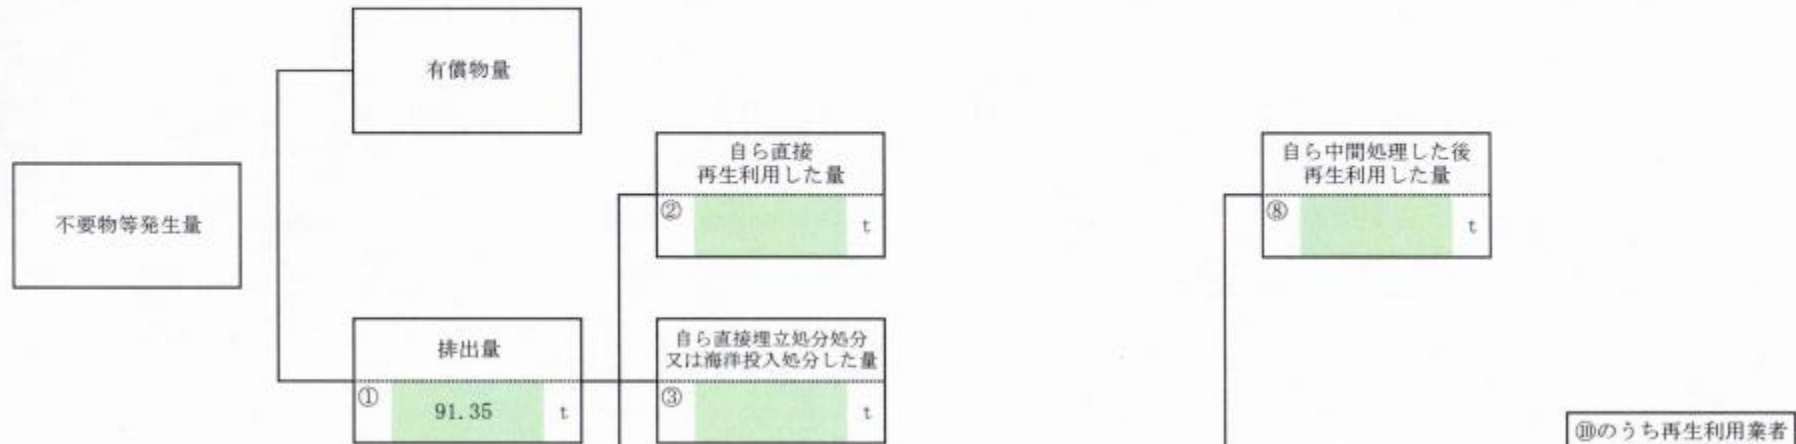 有償物量
自ら直接
再生利用した量
②
t
自ら中間処理した後
再生利用した量
⑧
t
不要物等発生量
排出量
①
91.35
t
自ら直接埋立処分処分
又は海洋投入処分した量
③
t
⑩のうち再生利用業者